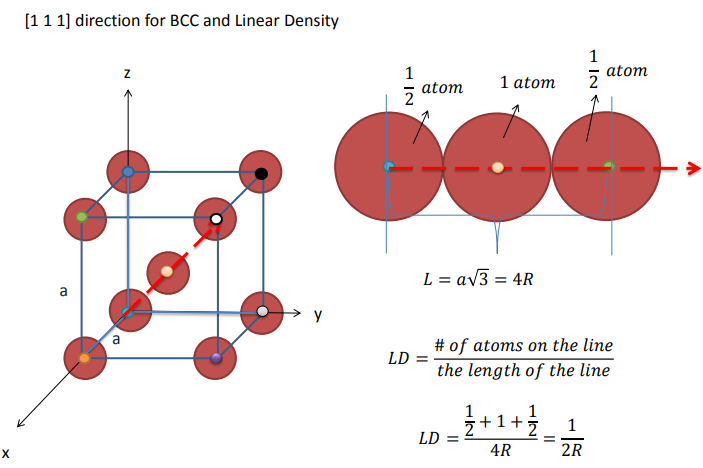 [1 1 1] direction for BCC and Linear Density
z
a
a
y
x
1/2 atom
1 atom
1/2 atom
L = a√3 = 4R
LD = # of atoms on the line / the length of the line
LD = (1/2 + 1 + 1/2) / 4R = 1 / 2R